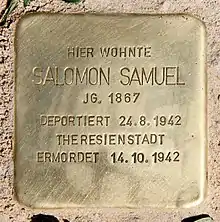 HIER WOHNTE
SALOMON SAMUEL
JG. 1867
DEPORTIERT 24.8.1942
THERESIENSTADT
ERMORDET 14.10.1942